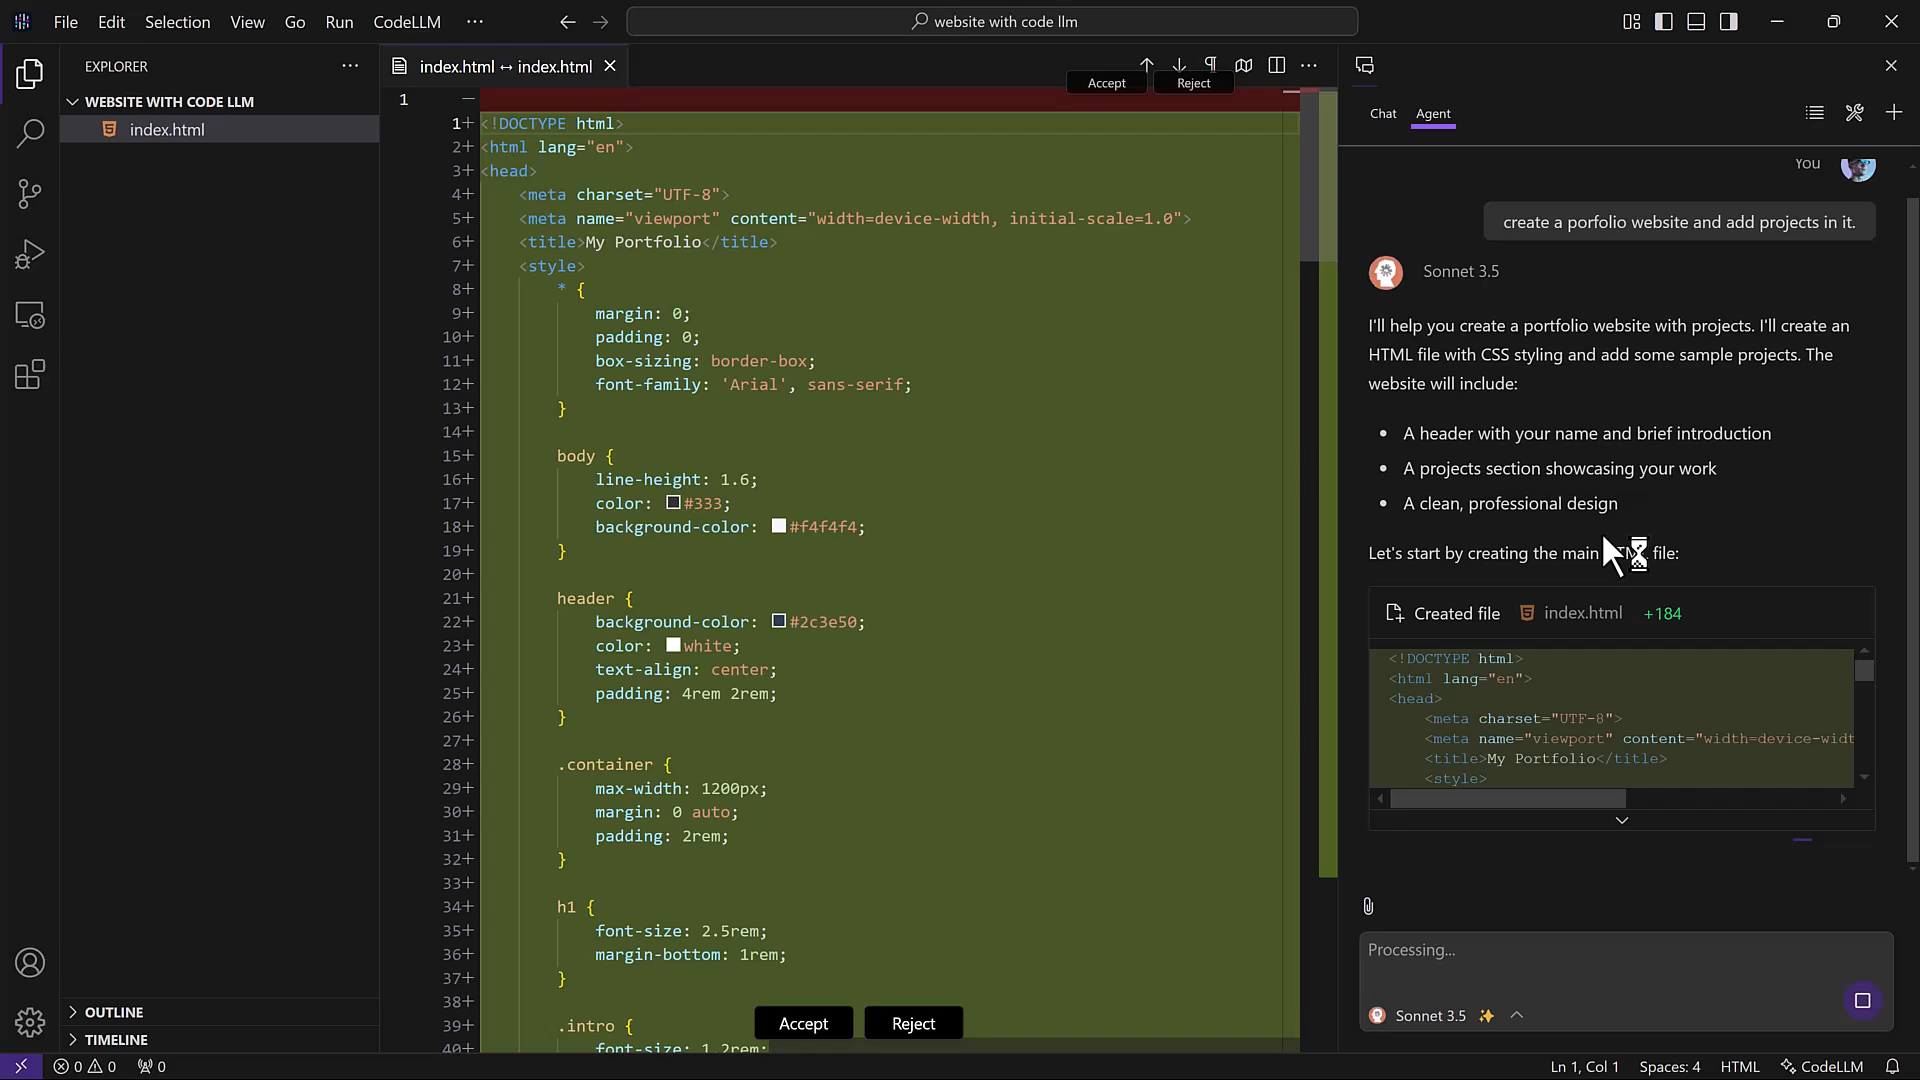 File Edit Selection View Go Run CodeLLM ···
website with code llm
EXPLORER ···
WEBSITE WITH CODE LLM
index.html
OUTLINE
TIMELINE
index.html ↔ index.html
Accept Reject
1 —
1+ <!DOCTYPE html>
2+ <html lang="en">
3+ <head>
4+ <meta charset="UTF-8">
5+ <meta name="viewport" content="width=device-width, initial-scale=1.0">
6+ <title>My Portfolio</title>
7+ <style>
8+ * {
9+ margin: 0;
10+ padding: 0;
11+ box-sizing: border-box;
12+ font-family: 'Arial', sans-serif;
13+ }
14+
15+ body {
16+ line-height: 1.6;
17+ color: #333;
18+ background-color: #f4f4f4;
19+ }
20+
21+ header {
22+ background-color: #2c3e50;
23+ color: white;
24+ text-align: center;
25+ padding: 4rem 2rem;
26+ }
27+
28+ .container {
29+ max-width: 1200px;
30+ margin: 0 auto;
31+ padding: 2rem;
32+ }
33+
34+ h1 {
35+ font-size: 2.5rem;
36+ margin-bottom: 1rem;
37+ }
38+
39+ .intro {
40+ font-size: 1.2rem;
Accept Reject
Chat Agent
You
create a porfolio website and add projects in it.
Sonnet 3.5
I'll help you create a portfolio website with projects. I'll create an
HTML file with CSS styling and add some sample projects. The
website will include:
• A header with your name and brief introduction
• A projects section showcasing your work
• A clean, professional design
Let's start by creating the main file:
Created file index.html +184
<!DOCTYPE html>
<html lang="en">
<head>
<meta charset="UTF-8">
<meta name="viewport" content="width=device-widt
<title>My Portfolio</title>
<style>
Processing...
Sonnet 3.5
0 0 0
Ln 1, Col 1 Spaces: 4 HTML CodeLLM